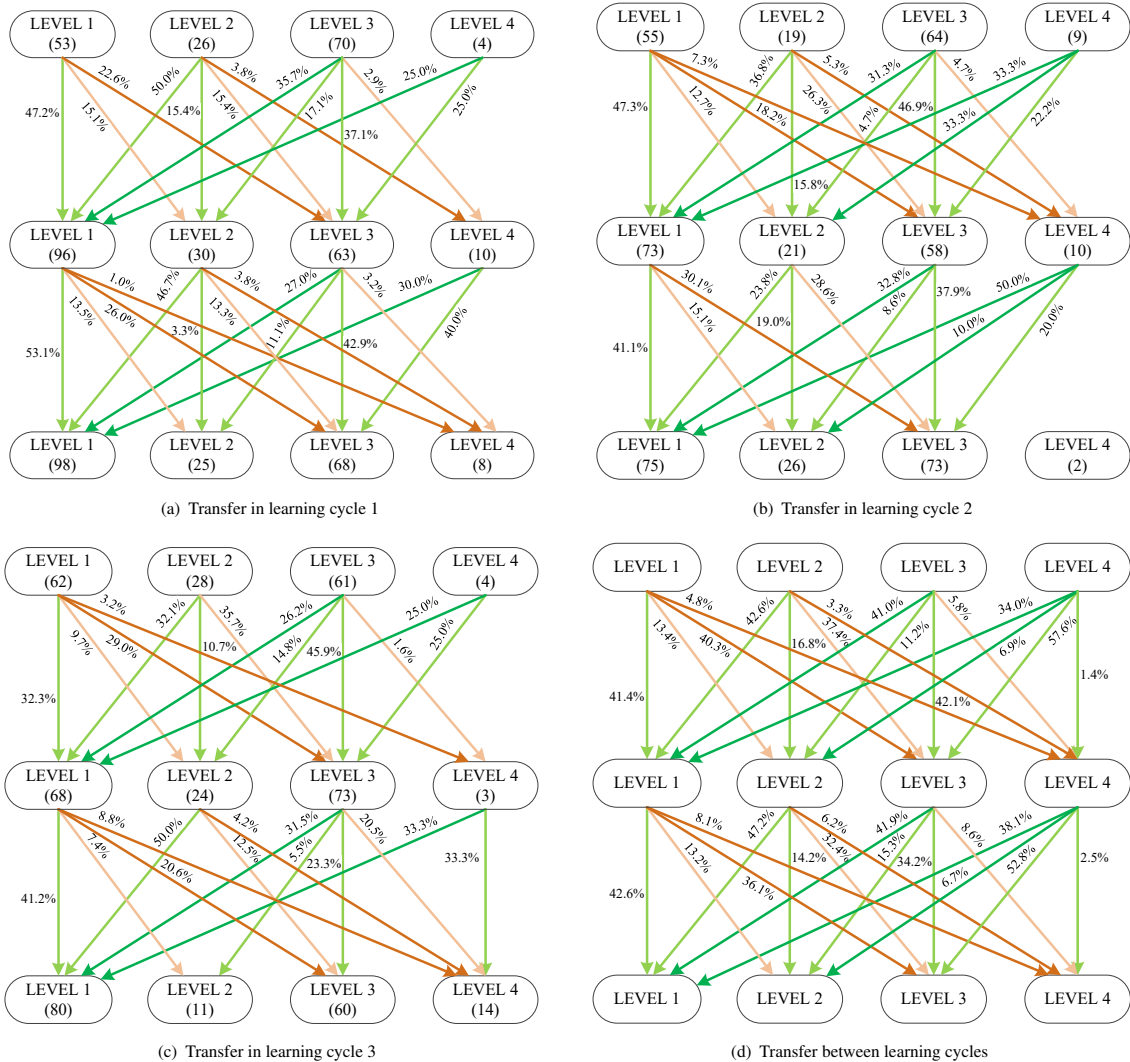 LEVEL 1
(53)
LEVEL 2
(26)
LEVEL 3
(70)
LEVEL 4
(4)
22.6%
50.0%
3.8%
35.7%
2.9%
25.0%
47.2%
15.1%
15.4%
15.4%
17.1%
37.1%
25.0%
LEVEL 1
(96)
LEVEL 2
(30)
LEVEL 3
(63)
LEVEL 4
(10)
1.0%
46.7%
3.8%
27.0%
3.2%
30.0%
13.5%
26.0%
3.3%
13.3%
11.1%
42.9%
40.0%
53.1%
LEVEL 1
(98)
LEVEL 2
(25)
LEVEL 3
(68)
LEVEL 4
(8)
(a) Transfer in learning cycle 1
LEVEL 1
(55)
LEVEL 2
(19)
LEVEL 3
(64)
LEVEL 4
(9)
7.3%
36.8%
5.3%
31.3%
4.7%
33.3%
47.3%
12.7%
18.2%
26.3%
4.7%
46.9%
33.3%
22.2%
15.8%
LEVEL 1
(73)
LEVEL 2
(21)
LEVEL 3
(58)
LEVEL 4
(10)
30.1%
23.8%
28.6%
32.8%
8.6%
37.9%
50.0%
15.1%
19.0%
10.0%
20.0%
41.1%
LEVEL 1
(75)
LEVEL 2
(26)
LEVEL 3
(73)
LEVEL 4
(2)
(b) Transfer in learning cycle 2
LEVEL 1
(62)
LEVEL 2
(28)
LEVEL 3
(61)
LEVEL 4
(4)
3.2%
32.1%
35.7%
26.2%
25.0%
9.7%
29.0%
10.7%
14.8%
45.9%
1.6%
25.0%
32.3%
LEVEL 1
(68)
LEVEL 2
(24)
LEVEL 3
(73)
LEVEL 4
(3)
8.8%
50.0%
4.2%
31.5%
20.5%
33.3%
7.4%
20.6%
12.5%
5.5%
23.3%
33.3%
41.2%
LEVEL 1
(80)
LEVEL 2
(11)
LEVEL 3
(60)
LEVEL 4
(14)
(c) Transfer in learning cycle 3
LEVEL 1
LEVEL 2
LEVEL 3
LEVEL 4
4.8%
42.6%
3.3%
41.0%
5.8%
34.0%
13.4%
40.3%
16.8%
37.4%
11.2%
6.9%
57.6%
41.4%
42.1%
1.4%
LEVEL 1
LEVEL 2
LEVEL 3
LEVEL 4
8.1%
47.2%
6.2%
41.9%
8.6%
38.1%
13.2%
36.1%
14.2%
32.4%
15.3%
34.2%
6.7%
52.8%
2.5%
42.6%
LEVEL 1
LEVEL 2
LEVEL 3
LEVEL 4
(d) Transfer between learning cycles